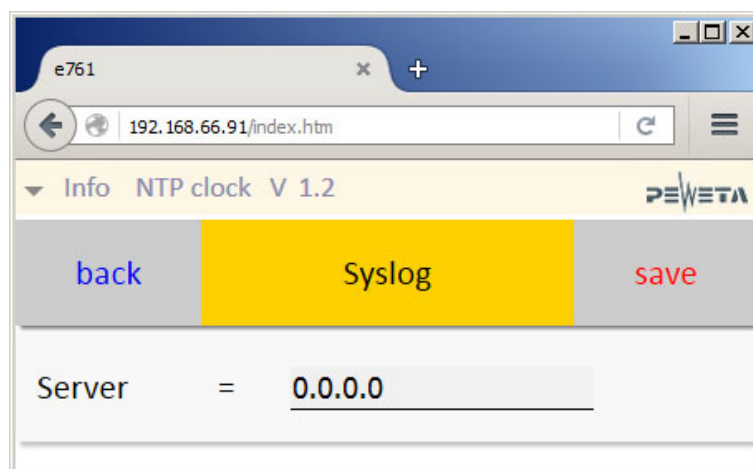 e761
192.168.66.91/index.htm
Info NTP clock V 1.2 PEWETA
back Syslog save
Server = 0.0.0.0